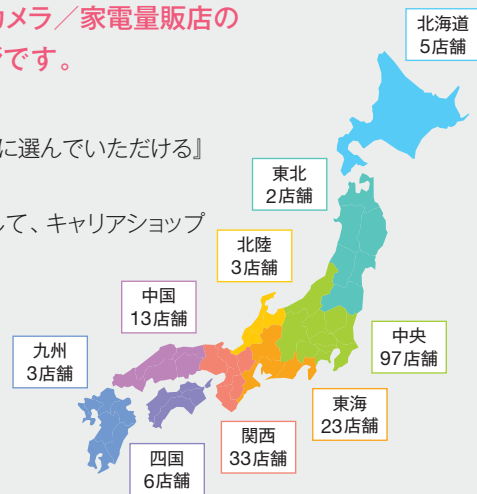 カメラ／家電量販店の
です。
に選んでいただける』
して、キャリアショップ
北海道
5店舗
東北
2店舗
北陸
3店舗
中国
13店舗
九州
3店舗
中央
97店舗
東海
23店舗
関西
33店舗
四国
6店舗